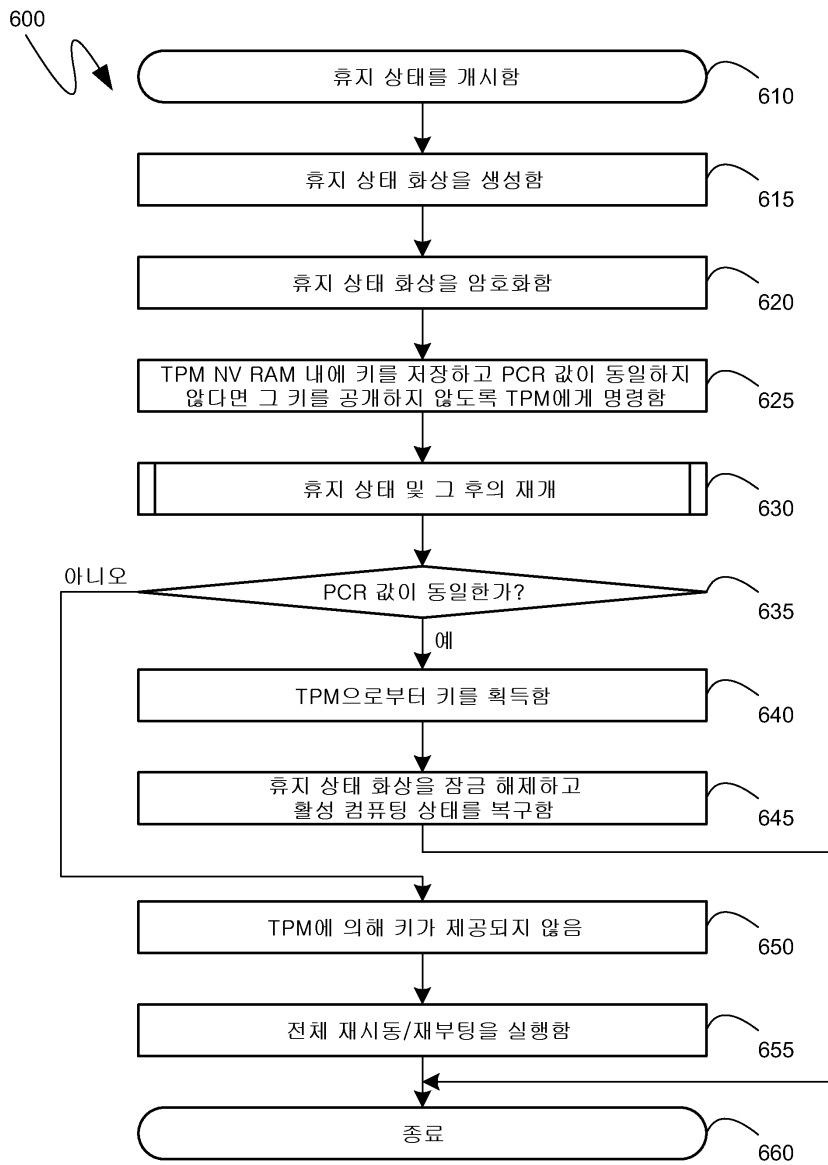 600
휴지 상태를 개시함
610
휴지 상태 화상을 생성함
615
휴지 상태 화상을 암호화함
620
TPM NV RAM 내에 키를 저장하고 PCR 값이 동일하지
않다면 그 키를 공개하지 않도록 TPM에게 명령함
625
휴지 상태 및 그 후의 재개
630
아니오
PCR 값이 동일한가?
635
예
TPM으로부터 키를 획득함
640
휴지 상태 화상을 잠금 해제하고
활성 컴퓨팅 상태를 복구함
645
TPM에 의해 키가 제공되지 않음
650
전체 재시동/재부팅을 실행함
655
종료
660